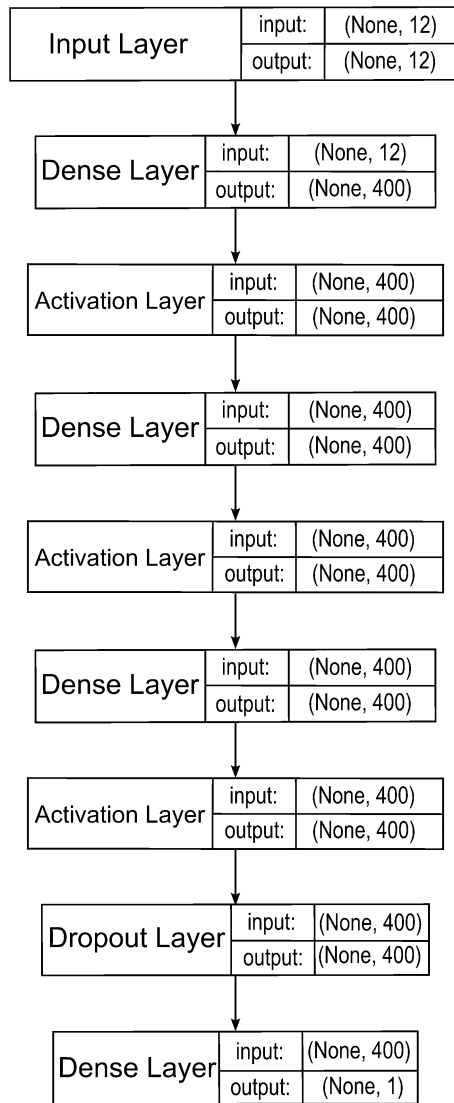 Input Layer
input: (None, 12)
output: (None, 12)
Dense Layer
input: (None, 12)
output: (None, 400)
Activation Layer
input: (None, 400)
output: (None, 400)
Dense Layer
input: (None, 400)
output: (None, 400)
Activation Layer
input: (None, 400)
output: (None, 400)
Dense Layer
input: (None, 400)
output: (None, 400)
Activation Layer
input: (None, 400)
output: (None, 400)
Dropout Layer
input: (None, 400)
output: (None, 400)
Dense Layer
input: (None, 400)
output: (None, 1)